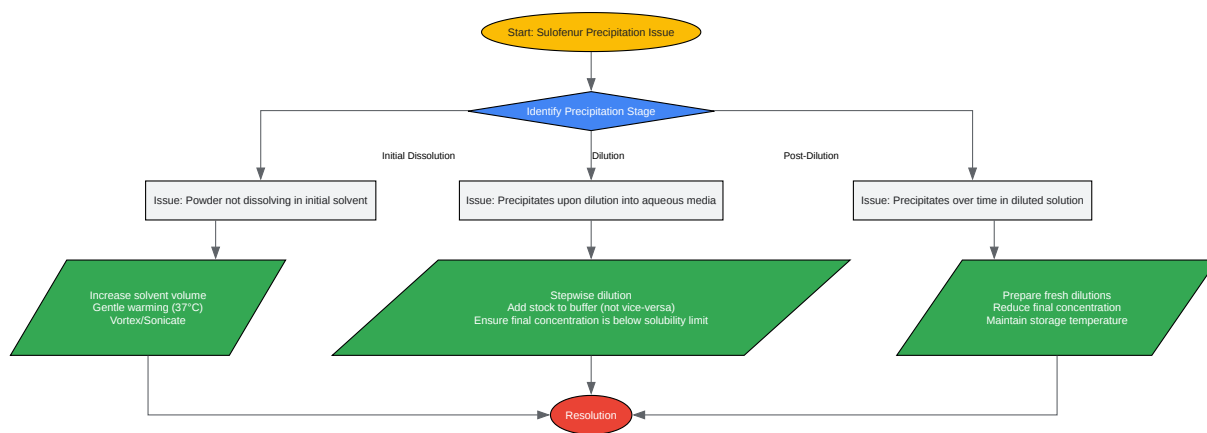 Start: Sulofenur Precipitation Issue
Identify Precipitation Stage
Initial Dissolution
Dilution
Post-Dilution
Issue: Powder not dissolving in initial solvent
Issue: Precipitates upon dilution into aqueous media
Issue: Precipitates over time in diluted solution
Increase solvent volume
Gentle warming (37°C)
Vortex/Sonicate
Stepwise dilution
Add stock to buffer (not vice-versa)
Ensure final concentration is below solubility limit
Prepare fresh dilutions
Reduce final concentration
Maintain storage temperature
Resolution